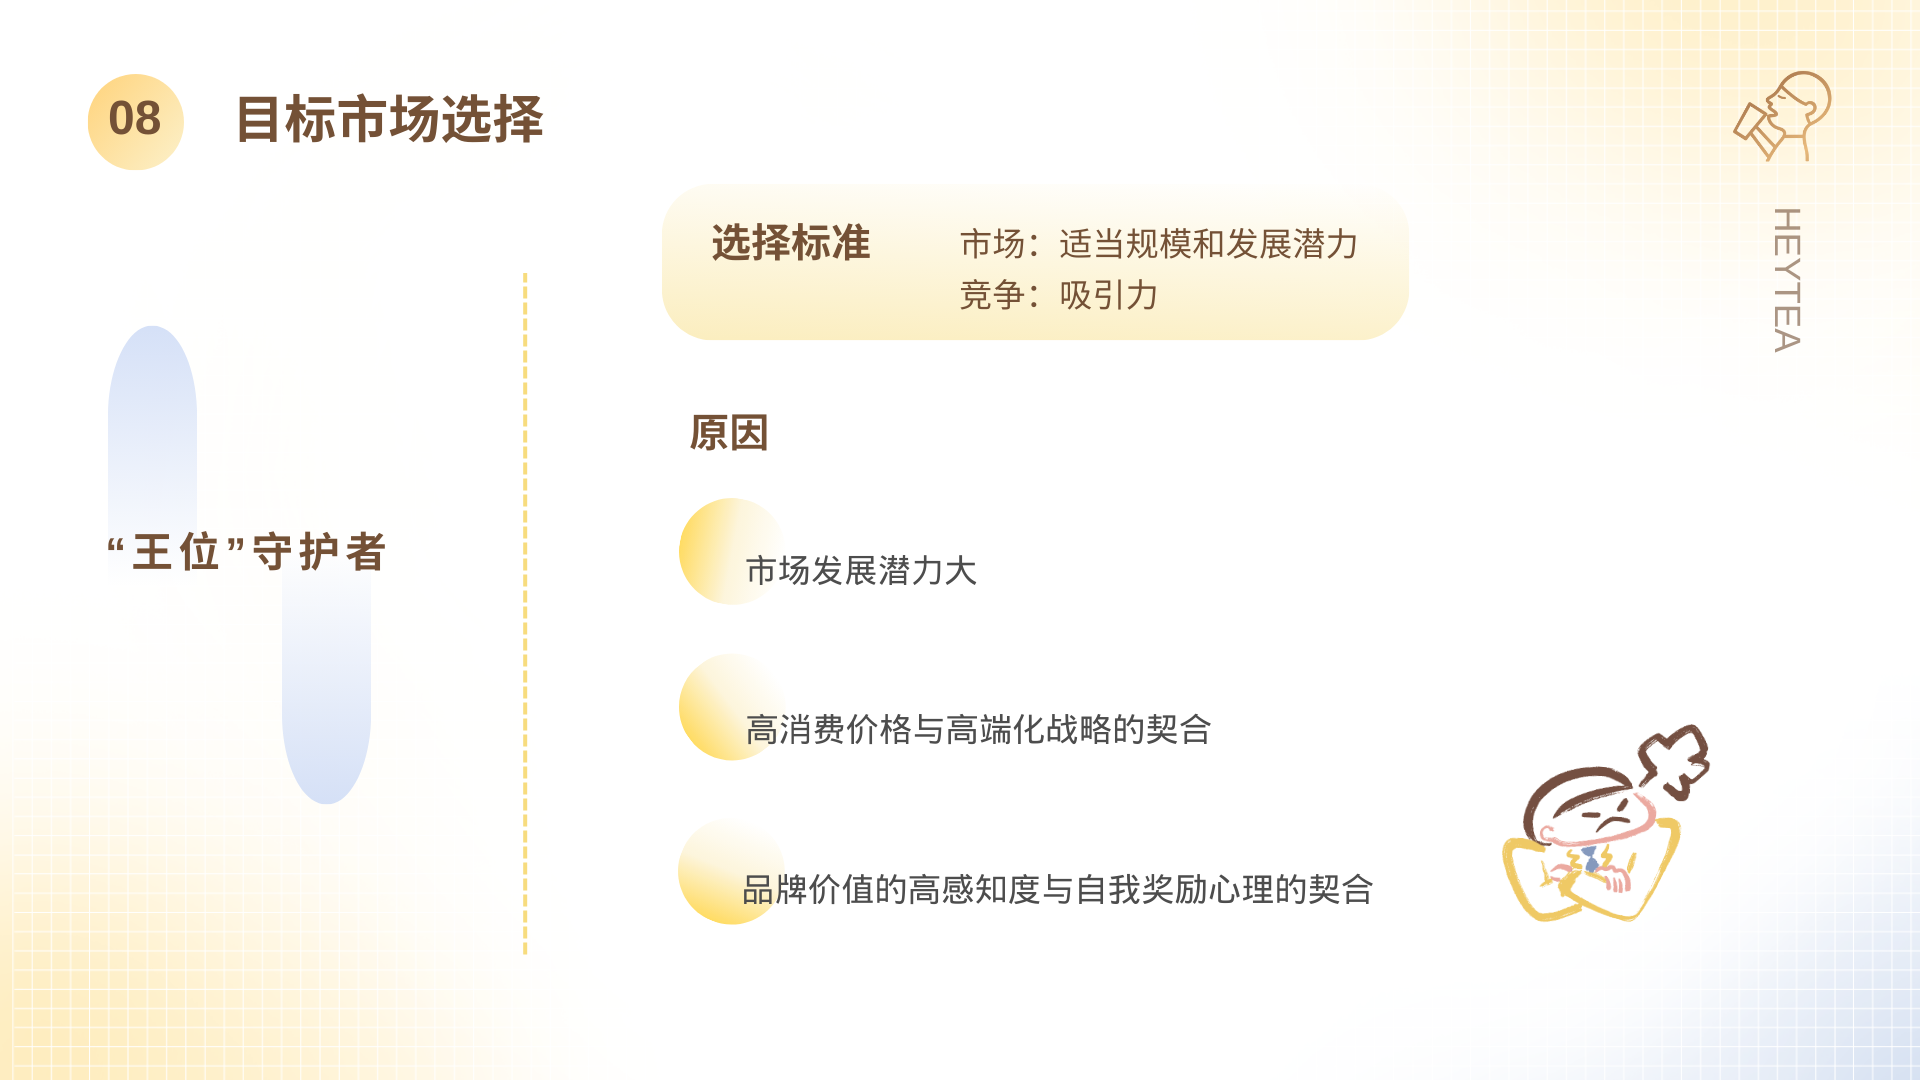 08
目标市场选择
HEYTEA
选择标准
市场：适当规模和发展潜力
竞争：吸引力
“王位”守护者
原因
市场发展潜力大
高消费价格与高端化战略的契合
品牌价值的高感知度与自我奖励心理的契合